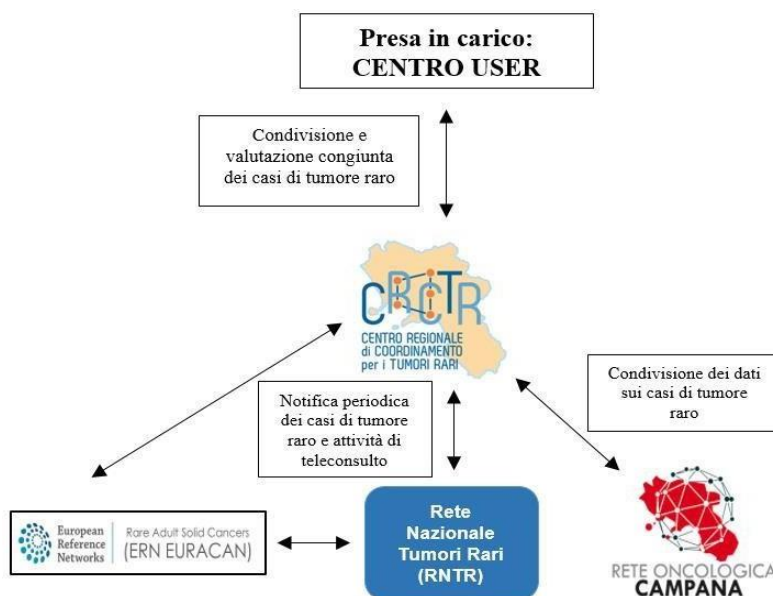 Presa in carico:
CENTRO USER
Condivisione e
valutazione congiunta
dei casi di tumore raro
CRCTR
CENTRO REGIONALE
di COORDINAMENTO
per i TUMORI RARI
Condivisione dei dati
sui casi di tumore
raro
Notifica periodica
dei casi di tumore
raro e attività di
teleconsulto
European
Reference
Networks
Rare Adult Solid Cancers
(ERN EURACAN)
Rete
Nazionale
Tumori Rari
(RNTR)
RETE ONCOLOGICA
CAMPANA